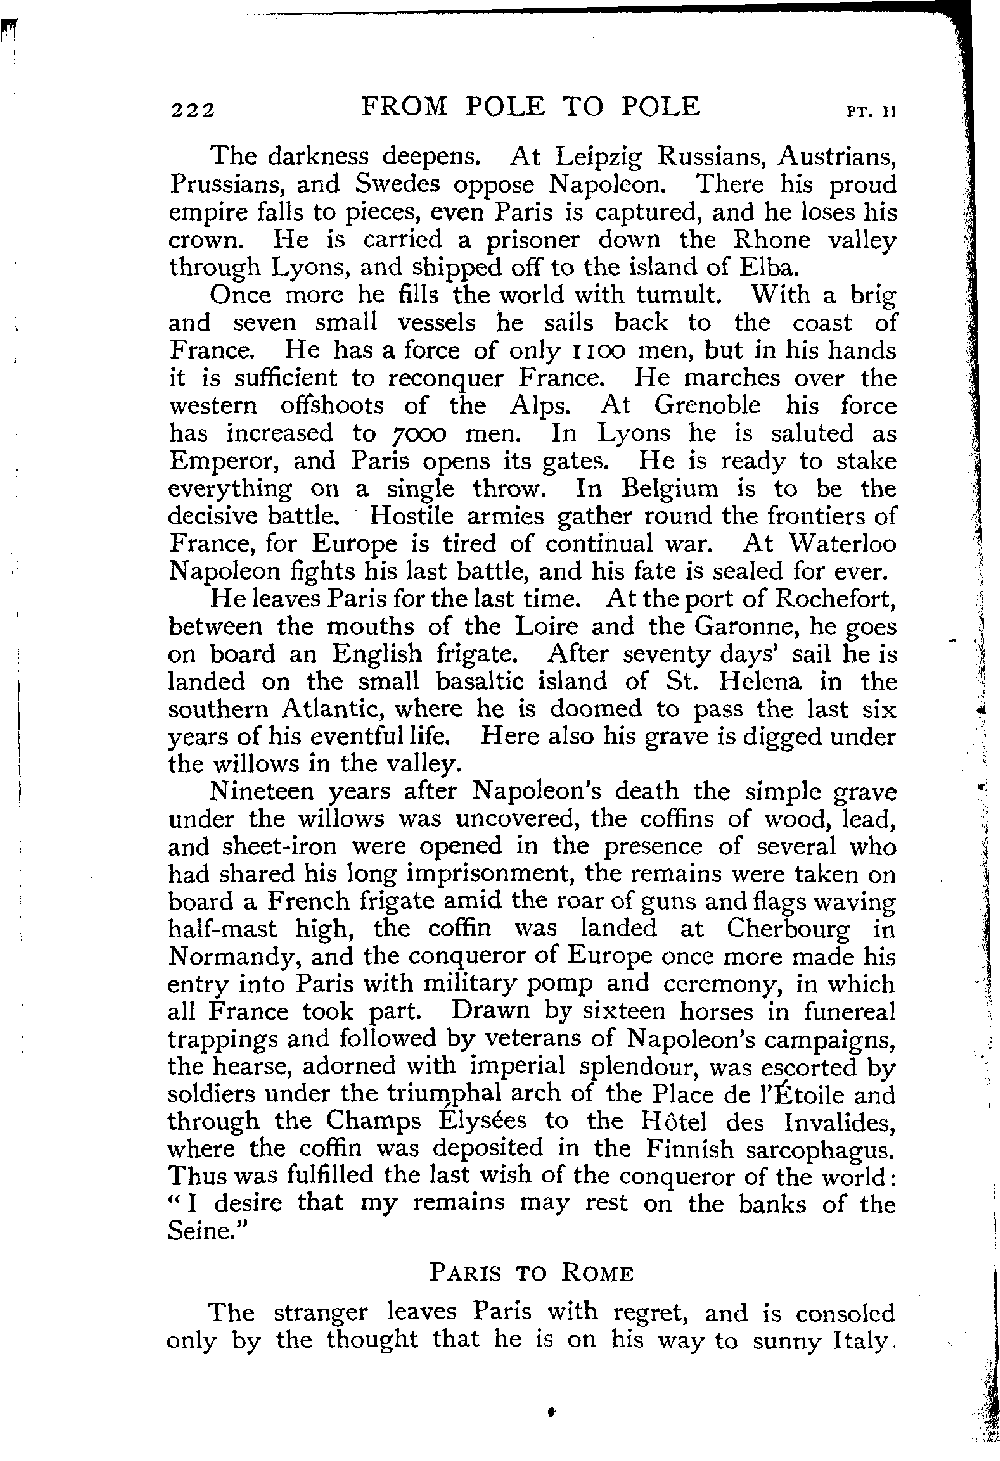 222 FROM POLE TO POLE PT. II
The darkness deepens. At Leipzig Russians, Austrians,
Prussians, and Swedes oppose Napoleon. There his proud
empire falls to pieces, even Paris is captured, and he loses his
crown. He is carried a prisoner down the Rhone valley
through Lyons, and shipped off to the island of Elba.
Once more he fills the world with tumult. With a brig
and seven small vessels he sails back to the coast of
France. He has a force of only 1100 men, but in his hands
it is sufficient to reconquer France. He marches over the
western offshoots of the Alps. At Grenoble his force
has increased to 7000 men. In Lyons he is saluted as
Emperor, and Paris opens its gates. He is ready to stake
everything on a single throw. In Belgium is to be the
decisive battle. Hostile armies gather round the frontiers of
France, for Europe is tired of continual war. At Waterloo
Napoleon fights his last battle, and his fate is sealed for ever.
He leaves Paris for the last time. At the port of Rochefort,
between the mouths of the Loire and the Garonne, he goes
on board an English frigate. After seventy days' sail he is
landed on the small basaltic island of St. Helena in the
southern Atlantic, where he is doomed to pass the last six
years of his eventful life. Here also his grave is digged under
the willows in the valley.
Nineteen years after Napoleon's death the simple grave
under the willows was uncovered, the coffins of wood, lead,
and sheet-iron were opened in the presence of several who
had shared his long imprisonment, the remains were taken on
board a French frigate amid the roar of guns and flags waving
half-mast high, the coffin was landed at Cherbourg in
Normandy, and the conqueror of Europe once more made his
entry into Paris with military pomp and ceremony, in which
all France took part. Drawn by sixteen horses in funereal
trappings and followed by veterans of Napoleon's campaigns,
the hearse, adorned with imperial splendour, was escorted by
soldiers under the triumphal arch of the Place de l'Étoile and
through the Champs Élysées to the Hôtel des Invalides,
where the coffin was deposited in the Finnish sarcophagus.
Thus was fulfilled the last wish of the conqueror of the world:
"I desire that my remains may rest on the banks of the
Seine."
PARIS TO ROME
The stranger leaves Paris with regret, and is consoled
only by the thought that he is on his way to sunny Italy.